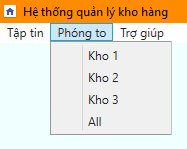 Hệ thống quản lý kho hàng
Tập tin Phóng to Trợ giúp
Kho 1
Kho 2
Kho 3
All